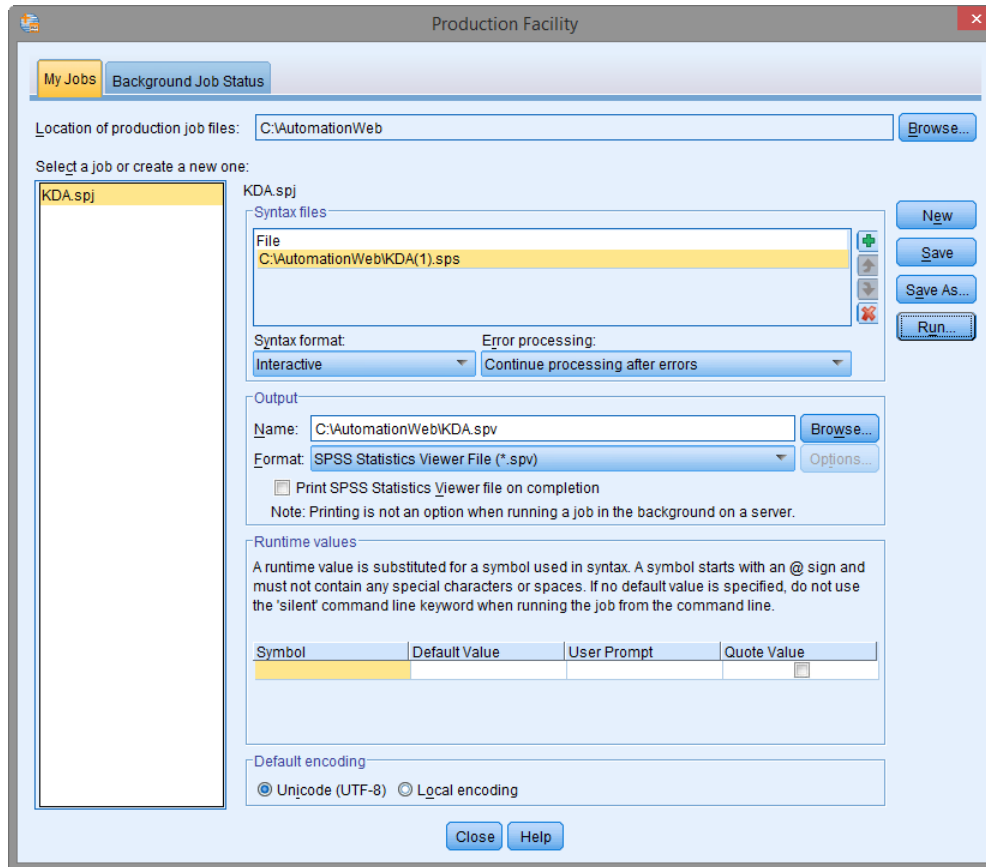 Production Facility
My Jobs
Background Job Status
Location of production job files: C:\AutomationWeb Browse...
Select a job or create a new one:
KDA.spj
KDA.spj
Syntax files
File
C:\AutomationWeb\KDA(1).sps
New
Save
Save As...
Run...
Syntax format: Error processing:
Interactive Continue processing after errors
Output
Name: C:\AutomationWeb\KDA.spv Browse...
Format: SPSS Statistics Viewer File (*.spv) Options...
Print SPSS Statistics Viewer file on completion
Note: Printing is not an option when running a job in the background on a server.
Runtime values
A runtime value is substituted for a symbol used in syntax. A symbol starts with an @ sign and
must not contain any special characters or spaces. If no default value is specified, do not use
the 'silent' command line keyword when running the job from the command line.
Symbol Default Value User Prompt Quote Value
Default encoding
Unicode (UTF-8) Local encoding
Close Help